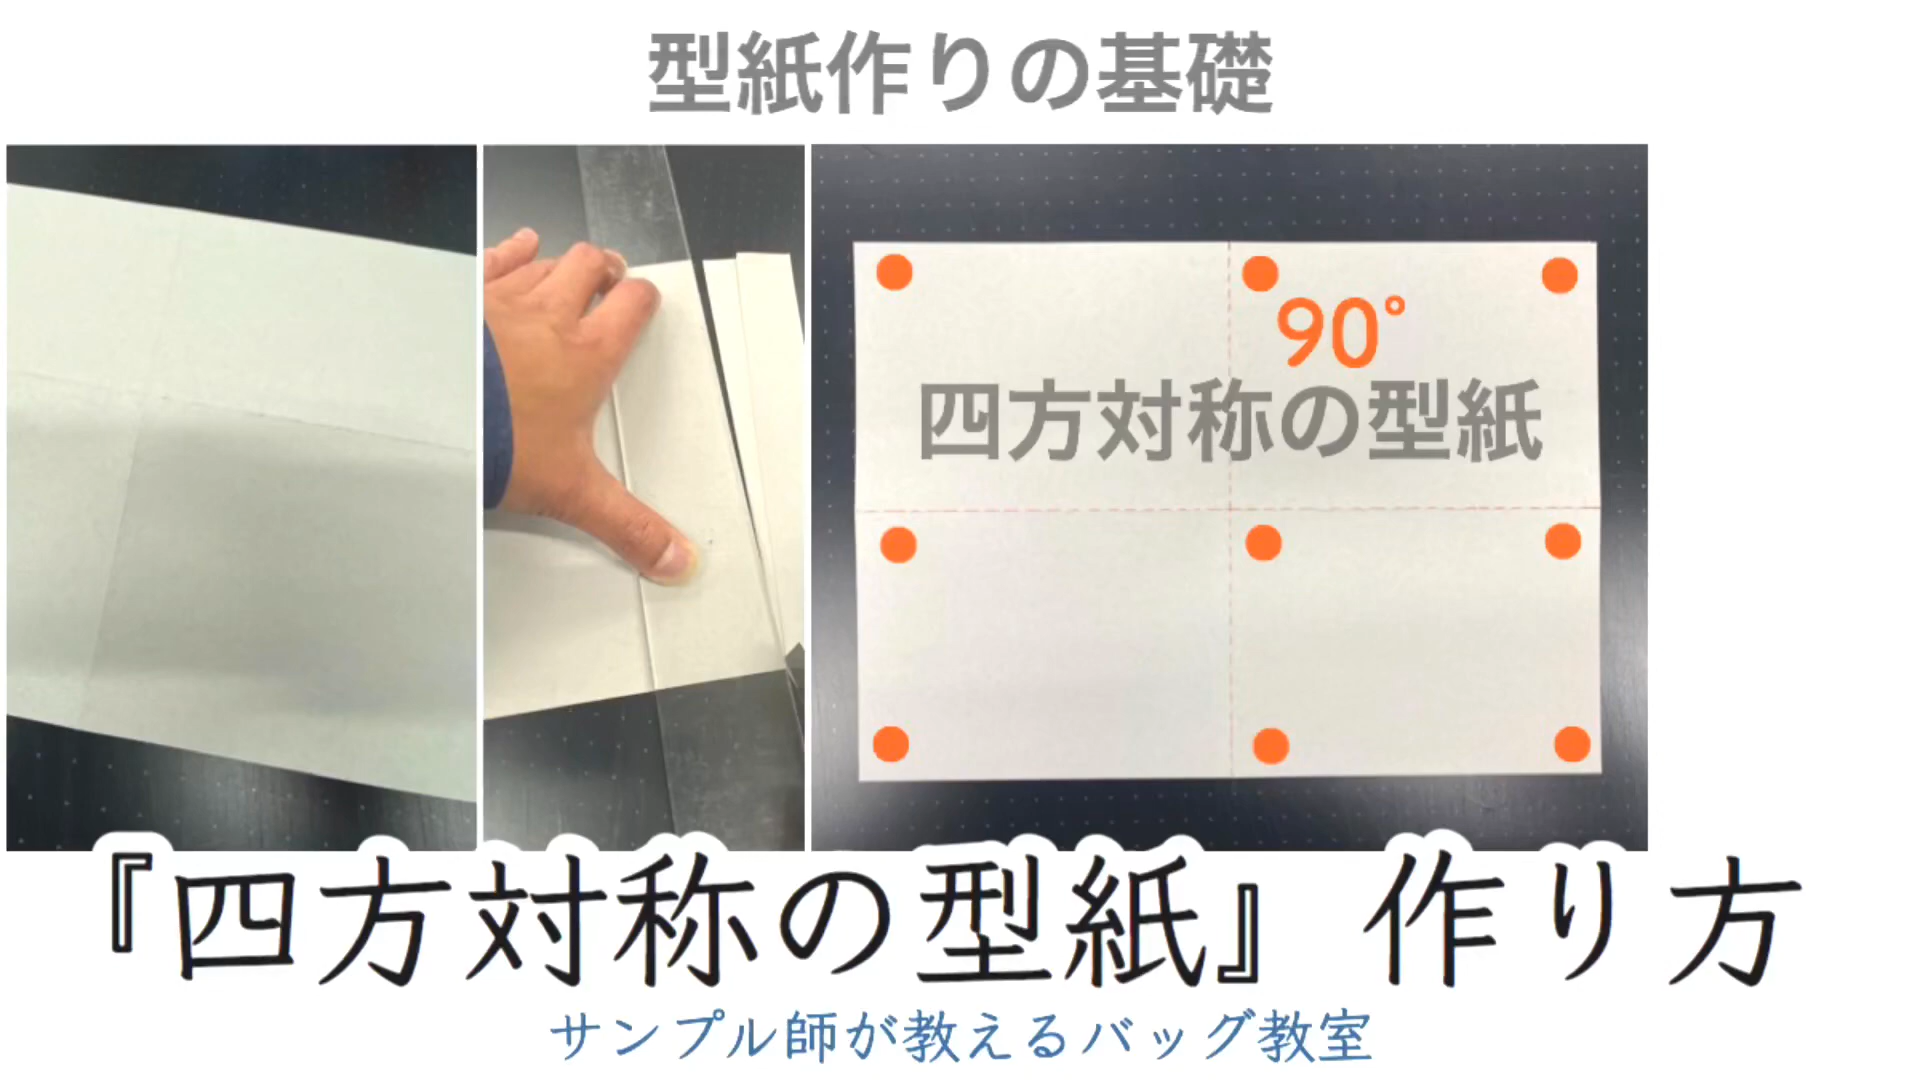 型紙作りの基礎
90°
四方対称の型紙
『四方対称の型紙』作り方
サンプル師が教えるバッグ教室